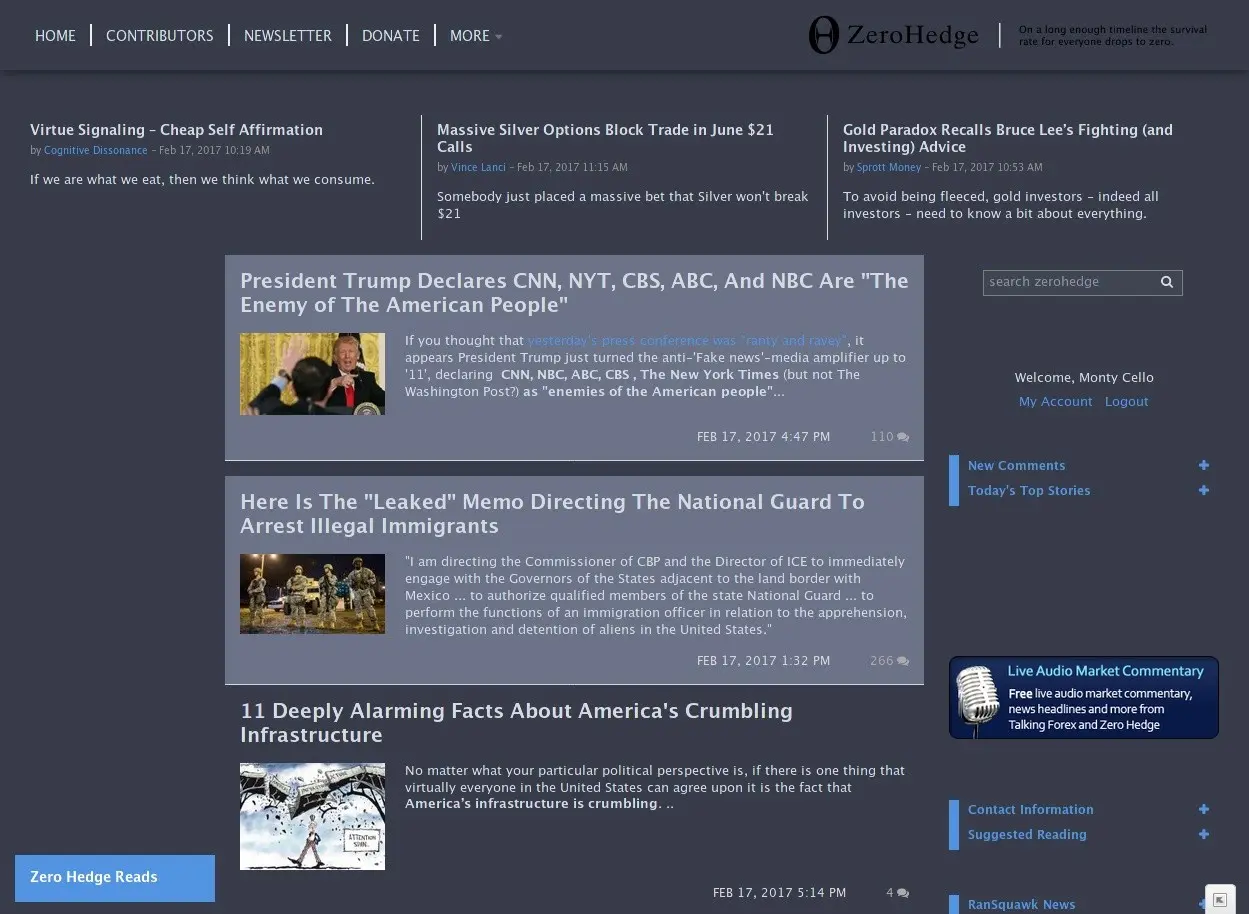 HOME
CONTRIBUTORS
NEWSLETTER
DONATE
MORE
ZeroHedge
On a long enough timeline the survival
rate for everyone drops to zero.
Virtue Signaling – Cheap Self Affirmation
by Cognitive Dissonance – Feb 17, 2017 10:19 AM
If we are what we eat, then we think what we consume.
Massive Silver Options Block Trade in June $21
Calls
by Vince Lanci – Feb 17, 2017 11:15 AM
Somebody just placed a massive bet that Silver won't break
$21
Gold Paradox Recalls Bruce Lee's Fighting (and
Investing) Advice
by Sprott Money – Feb 17, 2017 10:53 AM
To avoid being fleeced, gold investors – indeed all
investors – need to know a bit about everything.
President Trump Declares CNN, NYT, CBS, ABC, And NBC Are "The
Enemy of The American People"
If you thought that yesterday's press conference was "ranty and ravey", it
appears President Trump just turned the anti-'Fake news'-media amplifier up to
'11', declaring CNN, NBC, ABC, CBS , The New York Times (but not The
Washington Post?) as "enemies of the American people"...
FEB 17, 2017 4:47 PM
110
Here Is The "Leaked" Memo Directing The National Guard To
Arrest Illegal Immigrants
"I am directing the Commissioner of CBP and the Director of ICE to immediately
engage with the Governors of the States adjacent to the land border with
Mexico ... to authorize qualified members of the state National Guard ... to
perform the functions of an immigration officer in relation to the apprehension,
investigation and detention of aliens in the United States."
FEB 17, 2017 1:32 PM
266
11 Deeply Alarming Facts About America's Crumbling
Infrastructure
No matter what your particular political perspective is, if there is one thing that
virtually everyone in the United States can agree upon it is the fact that
America's infrastructure is crumbling. ..
ATTENTION
SPAN.
FEB 17, 2017 5:14 PM
4
search zerohedge
Welcome, Monty Cello
My Account Logout
New Comments
Today's Top Stories
Live Audio Market Commentary
Free live audio market commentary,
news headlines and more from
Talking Forex and Zero Hedge
Contact Information
Suggested Reading
RanSquawk News
Zero Hedge Reads